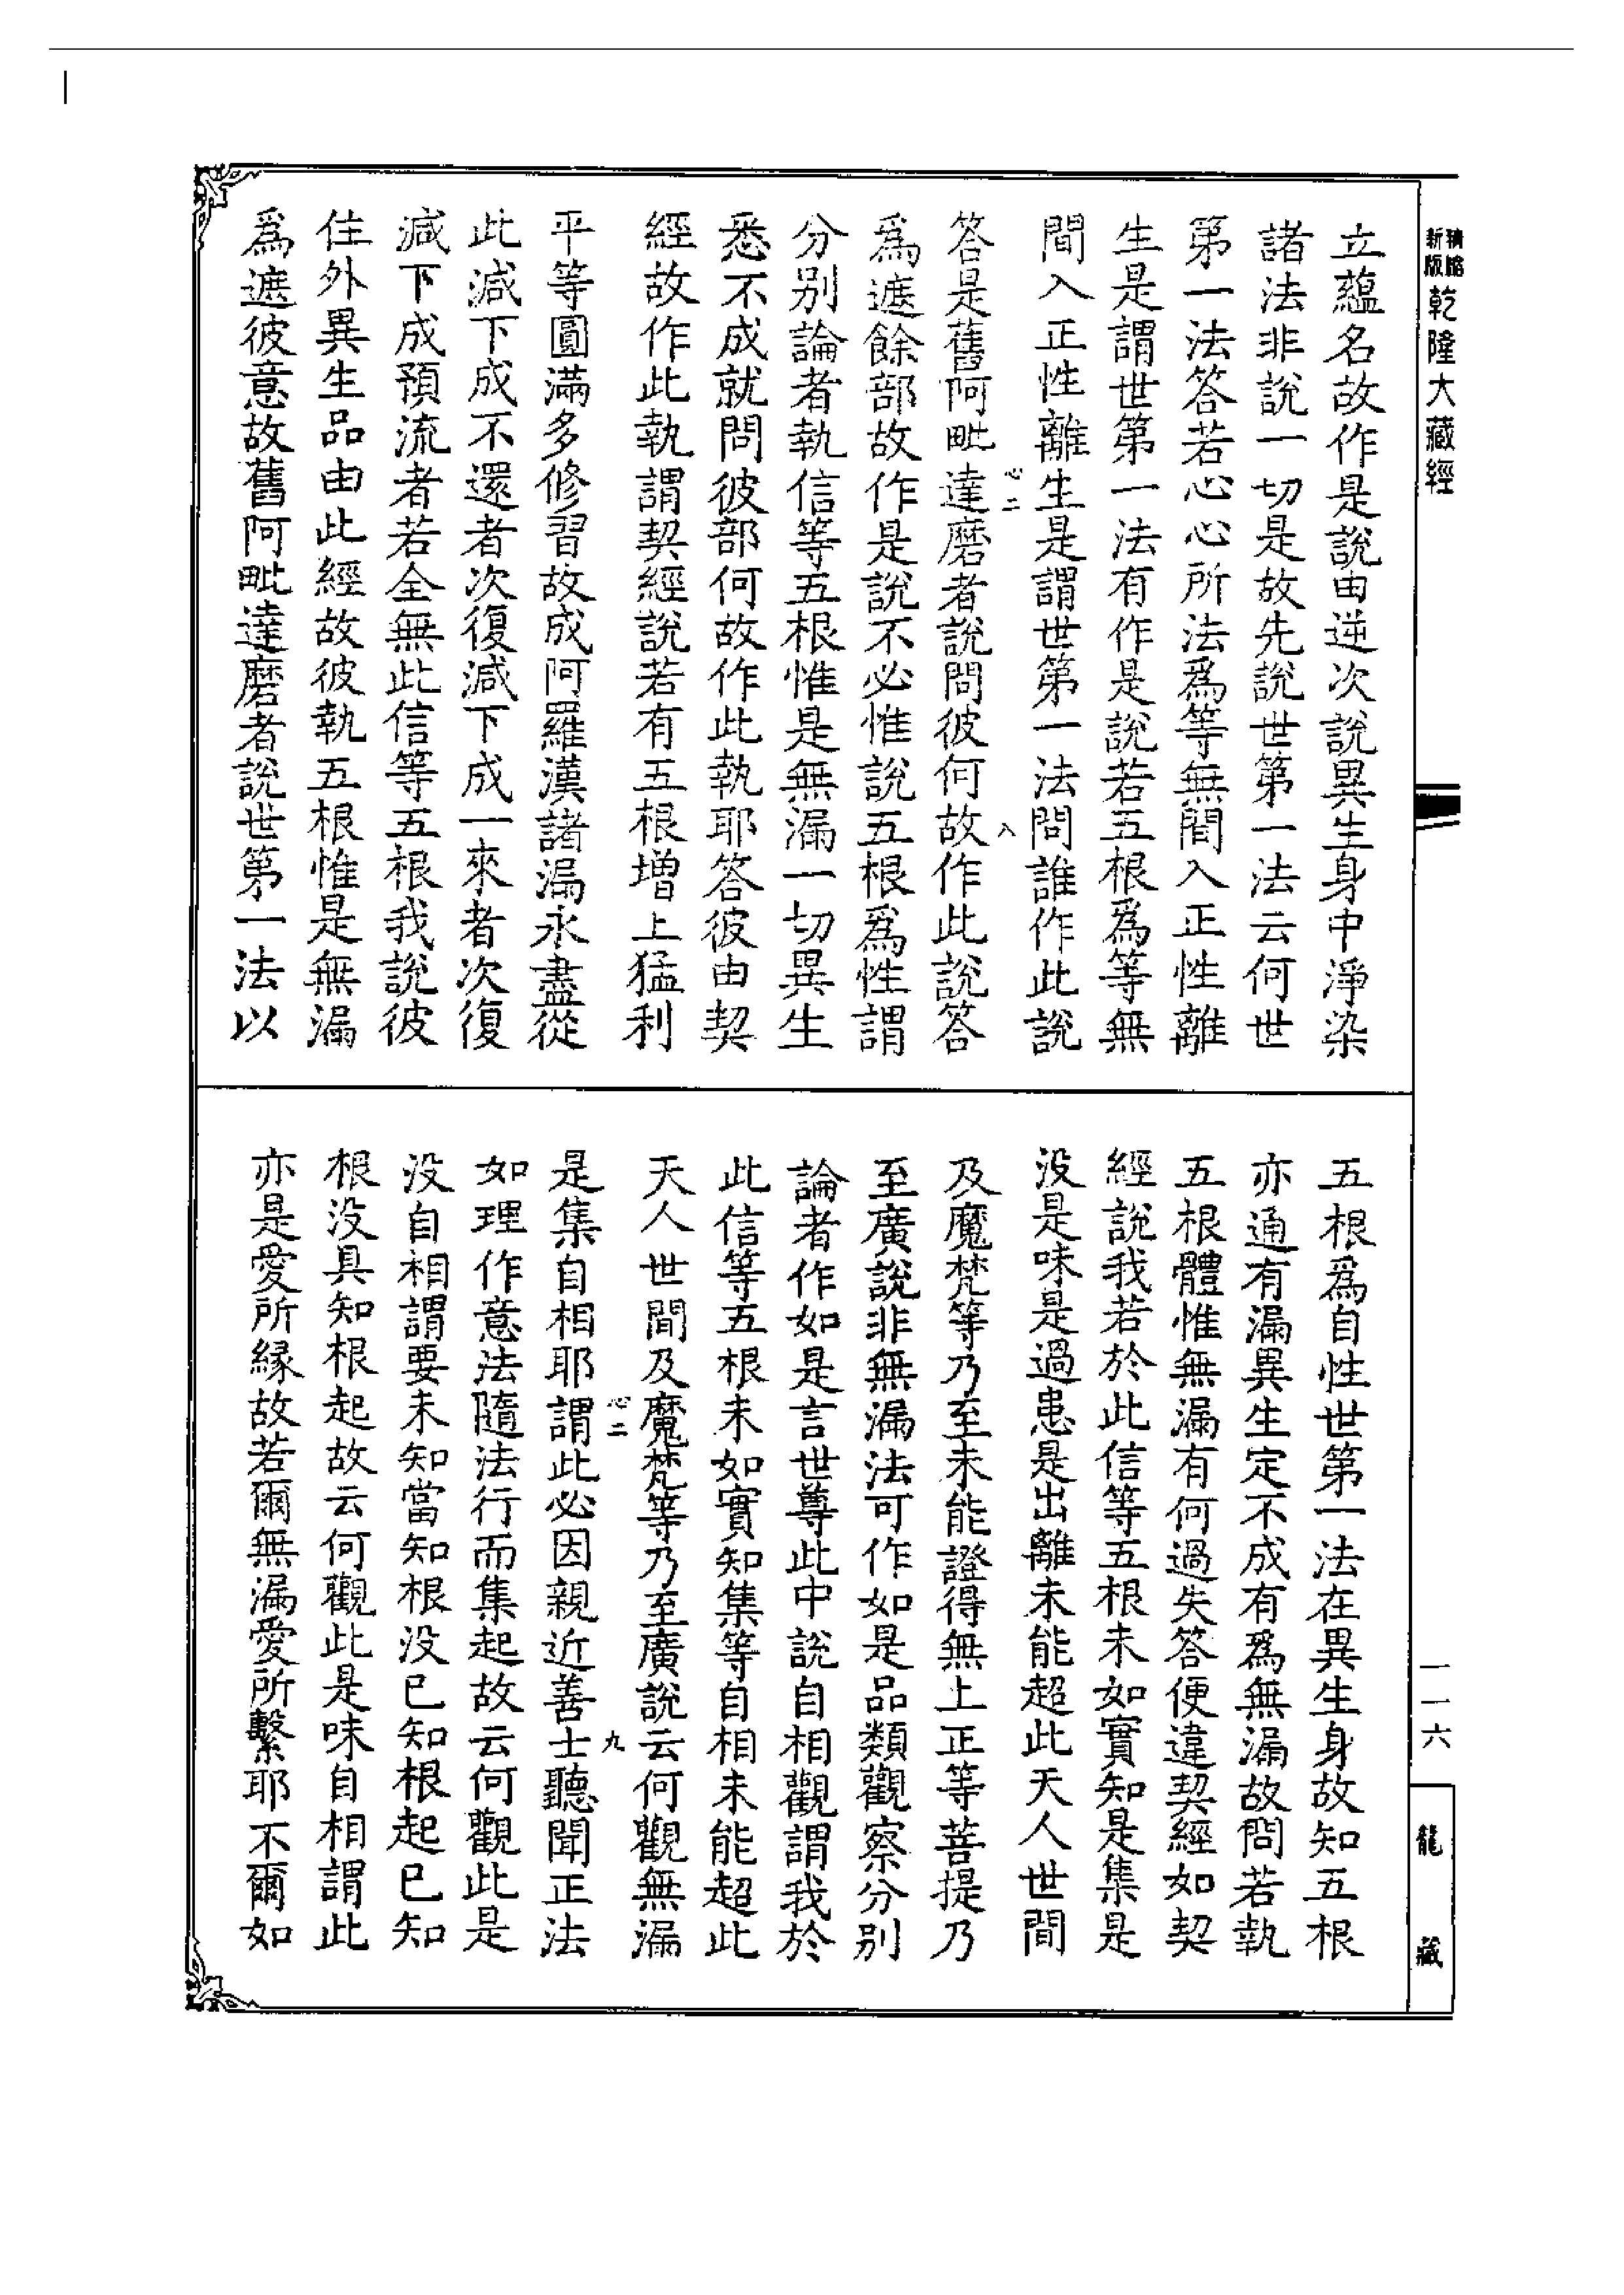 精縮新版乾隆大藏經
立蘊名故作是說由逆次說異生身中淨染
諸法非說一切是故先說世第一法云何世
第一法答若心心所法爲等無間入正性離
生是謂世第一法有作是說若五根爲等無
間入正性離生是謂世第一法問誰作此說
心二
入
答是舊阿毗達磨者說問彼何故作此說答
爲遮餘部故作是說不必惟說五根爲性謂
分別論者執信等五根惟是無漏一切異生
悉不成就問彼部何故作此執耶答彼由契
經故作此執謂契經說若有五根增上猛利
平等圓滿多修習故成阿羅漢諸漏永盡從
此減下成不還者次復減下成一來者次復
減下成預流者若全無此信等五根我說彼
住外異生品由此經故彼執五根惟是無漏
爲遮彼意故舊阿毗達磨者說世第一法以
五根爲自性世第一法在異生身故知五根
亦通有漏異生定不成有爲無漏故問若執
五根體惟無漏有何過失答便違契經如契
經說我若於此信等五根未如實知是集是
没是味是過患是出離未能超此天人世間
及魔梵等乃至未能證得無上正等菩提乃
至廣說非無漏法可作如是品類觀察分別
論者作如是言世尊此中說自相觀謂我於
此信等五根未如實知集等自相未能超此
天人世間及魔梵等乃至廣說云何觀無漏
心二
九
是集自相耶謂此必因親近善士聽聞正法
如理作意法隨法行而集起故云何觀此是
没自相謂要未知當知根没已知根起已知
根没具知根起故云何觀此是味自相謂此
亦是愛所緣故若爾無漏愛所繫耶不爾如
一一六
龍藏